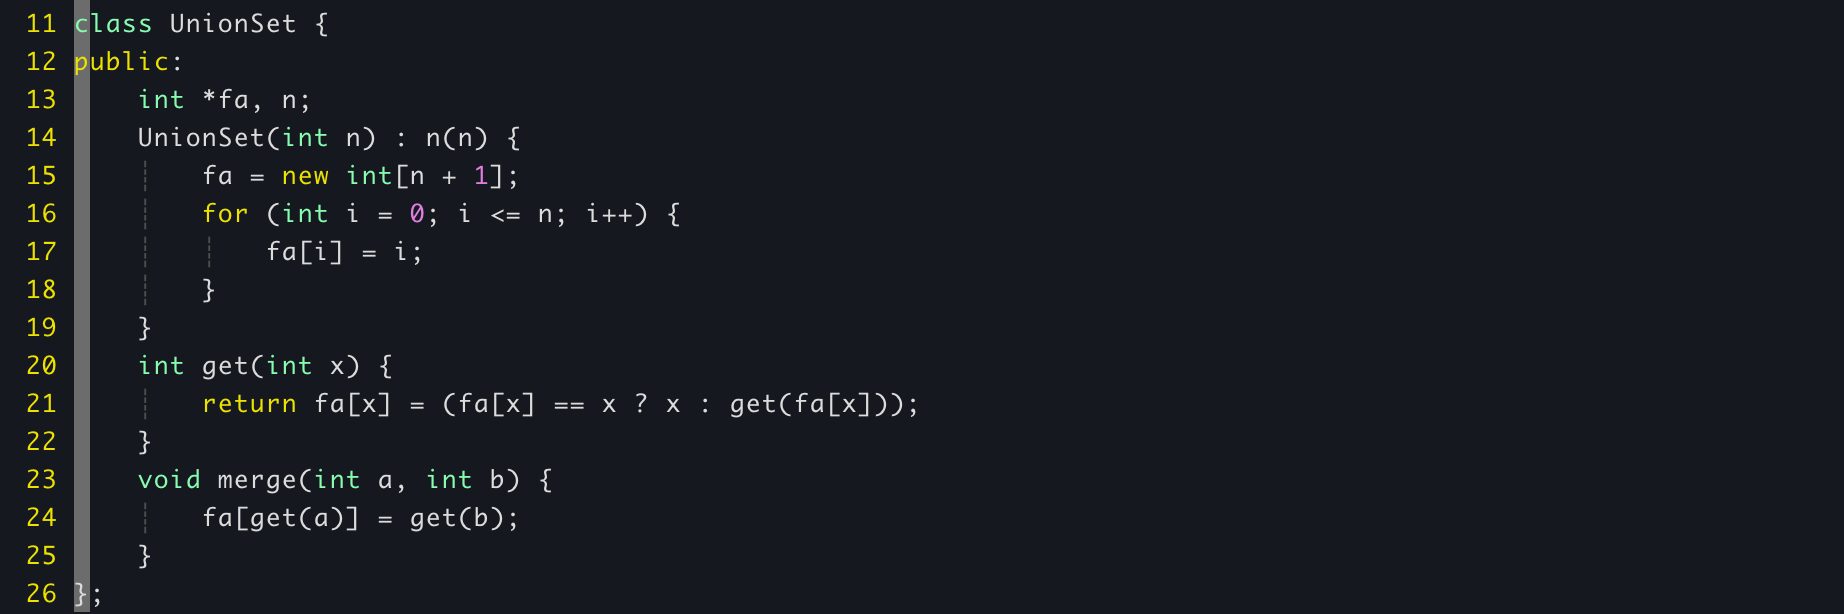 11 class UnionSet {
12 public:
13     int *fa, n;
14     UnionSet(int n) : n(n) {
15         fa = new int[n + 1];
16         for (int i = 0; i <= n; i++) {
17             fa[i] = i;
18         }
19     }
20     int get(int x) {
21         return fa[x] = (fa[x] == x ? x : get(fa[x]));
22     }
23     void merge(int a, int b) {
24         fa[get(a)] = get(b);
25     }
26 };